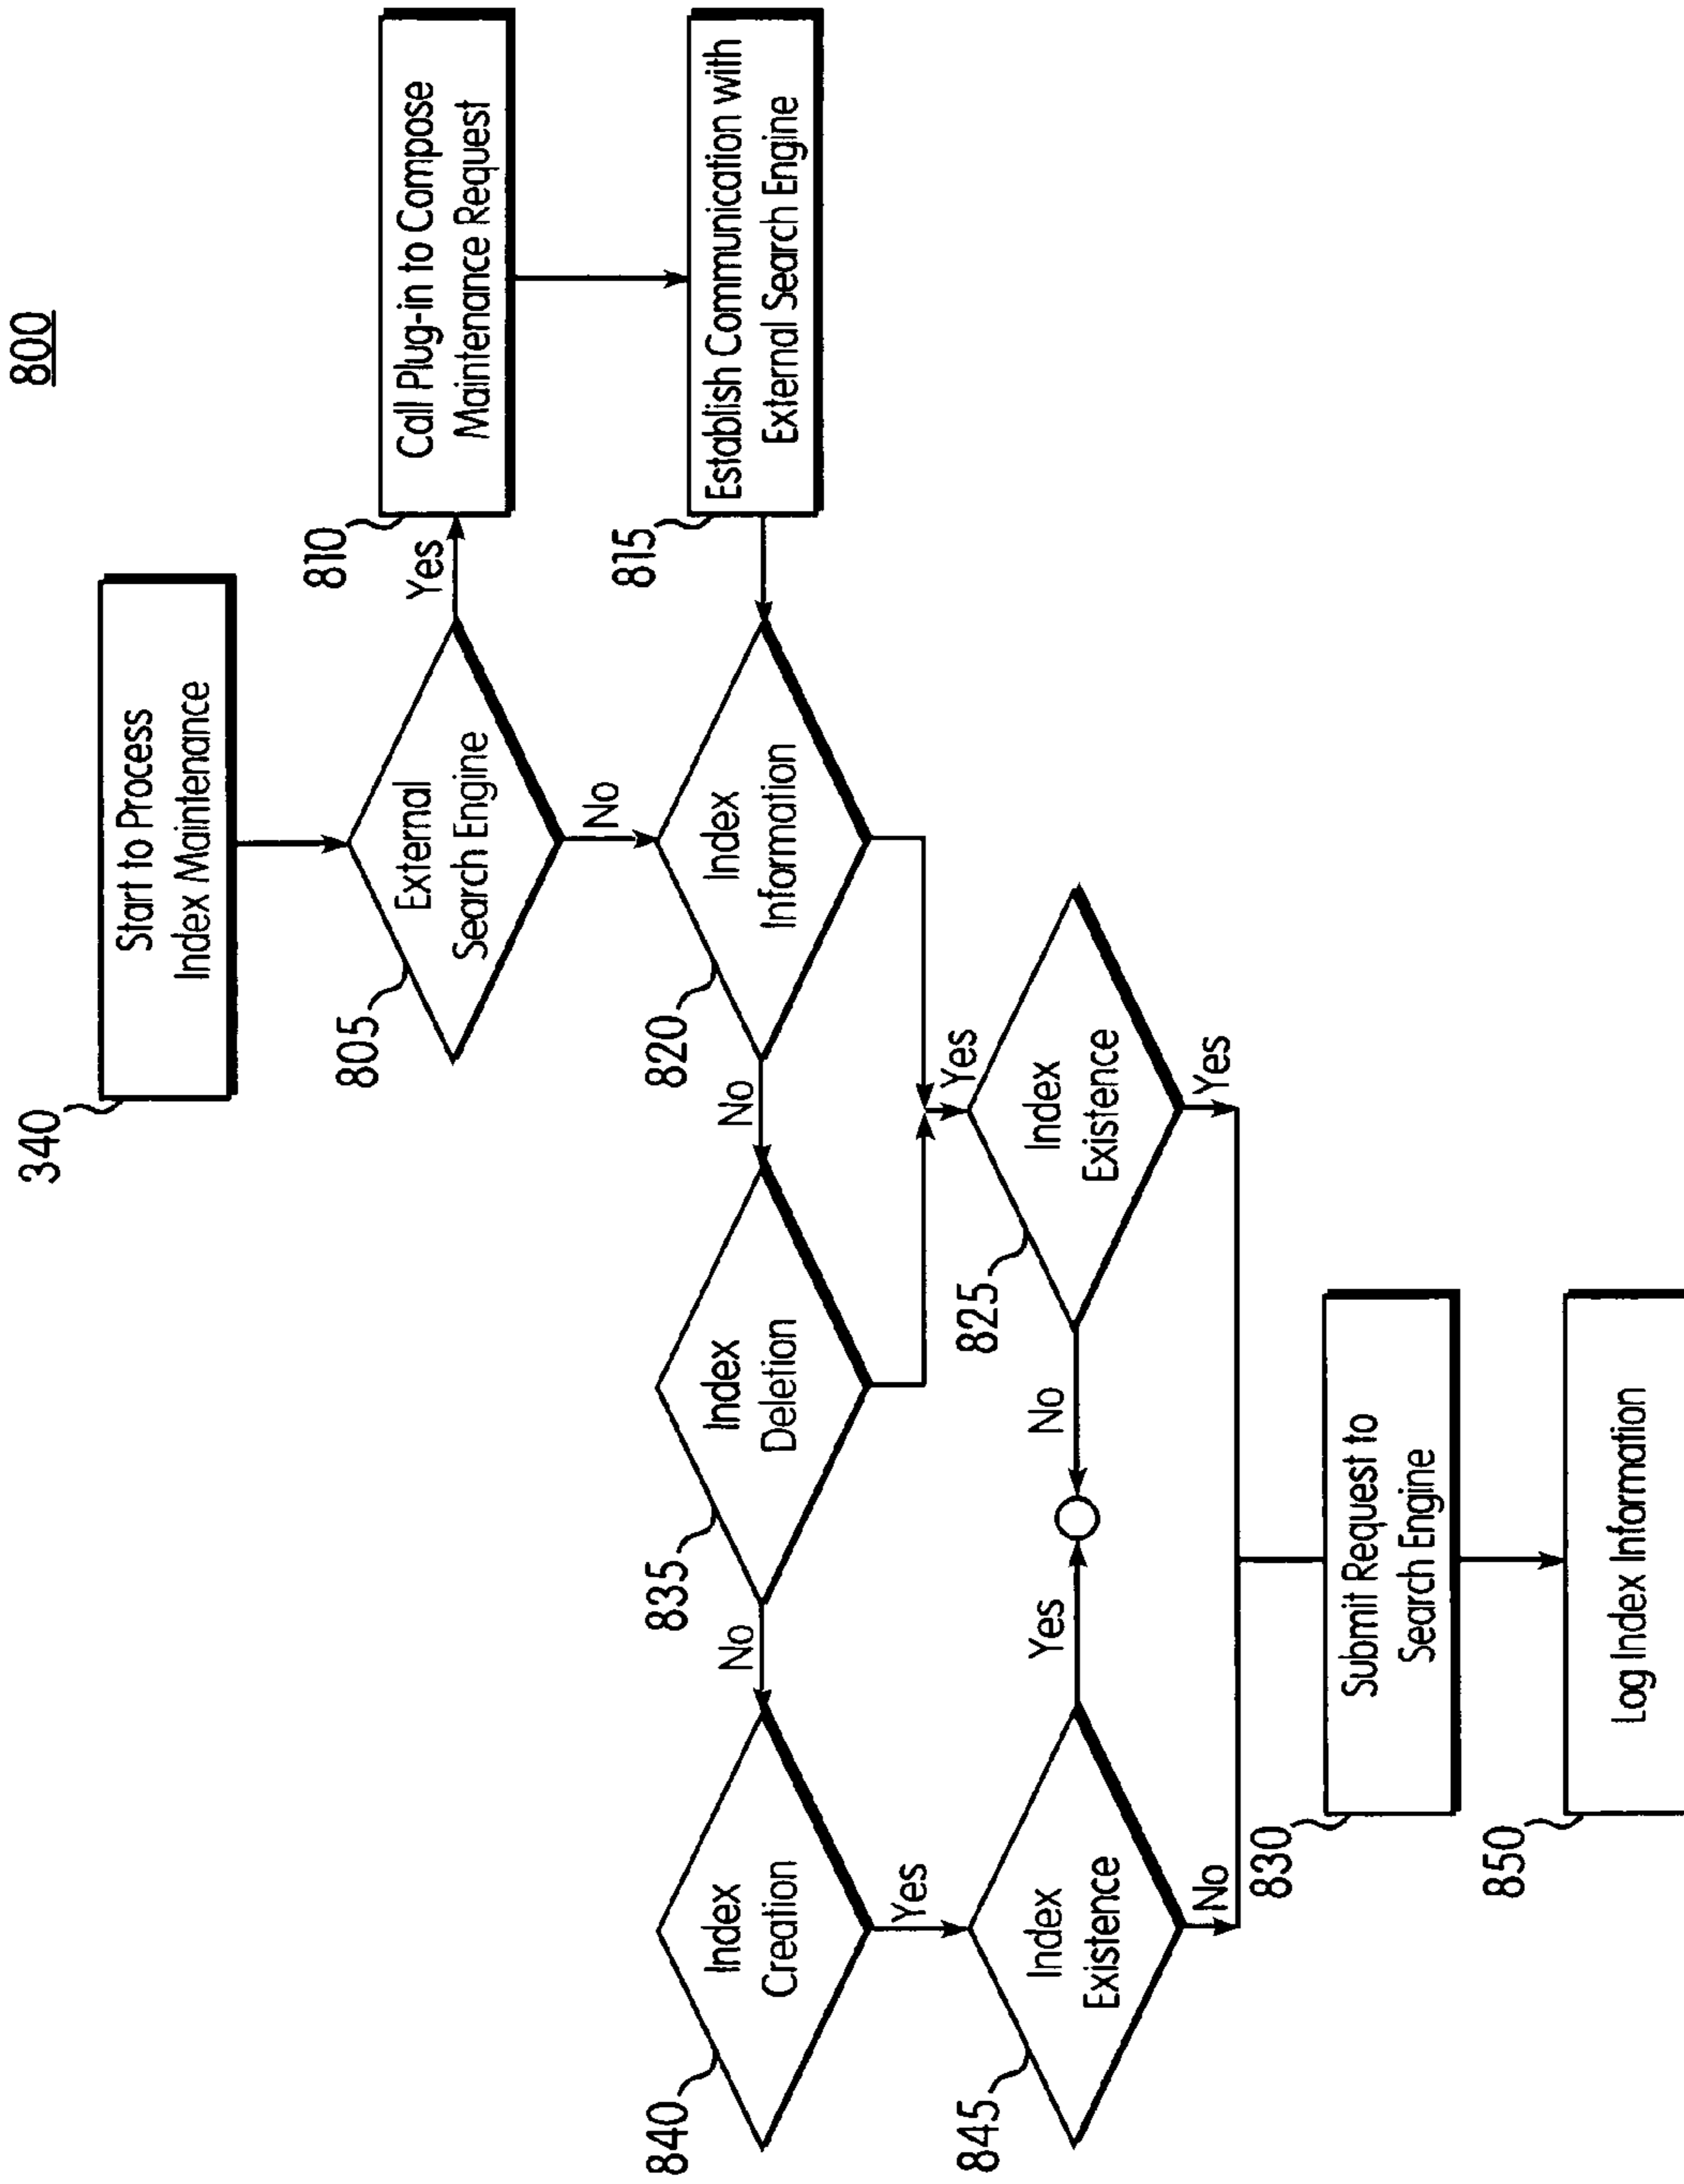 800
340
Start to Process
Index Maintenance
805
External
Search Engine
Yes
810
Call Plug-in to Compose
Maintenance Request
No
815
Establish Communication with
External Search Engine
820
Index
Information
No
835
Index
Deletion
No
840
Index
Creation
Yes
Yes
825
Index
Existence
No
Yes
845
Index
Existence
Yes
No
830
Submit Request to
Search Engine
850
Log Index Information